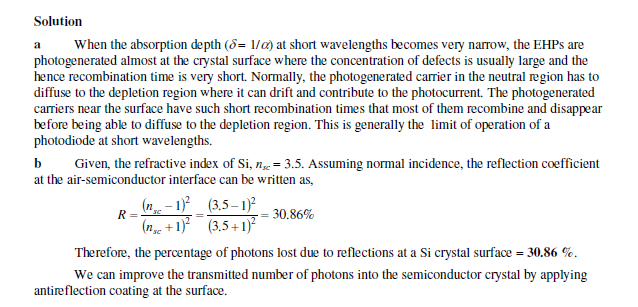 Solution
a When the absorption depth (δ = 1/α) at short wavelengths becomes very narrow, the EHPs are
photogenerated almost at the crystal surface where the concentration of defects is usually large and the
hence recombination time is very short. Normally, the photogenerated carrier in the neutral region has to
diffuse to the depletion region where it can drift and contribute to the photocurrent. The photogenerated
carriers near the surface have such short recombination times that most of them recombine and disappear
before being able to diffuse to the depletion region. This is generally the limit of operation of a
photodiode at short wavelengths.
b Given, the refractive index of Si, n_sc = 3.5. Assuming normal incidence, the reflection coefficient
at the air-semiconductor interface can be written as,
R = (n_sc − 1)² / (n_sc + 1)² = (3.5 − 1)² / (3.5 + 1)² = 30.86%
Therefore, the percentage of photons lost due to reflections at a Si crystal surface = 30.86 %.
We can improve the transmitted number of photons into the semiconductor crystal by applying
antireflection coating at the surface.